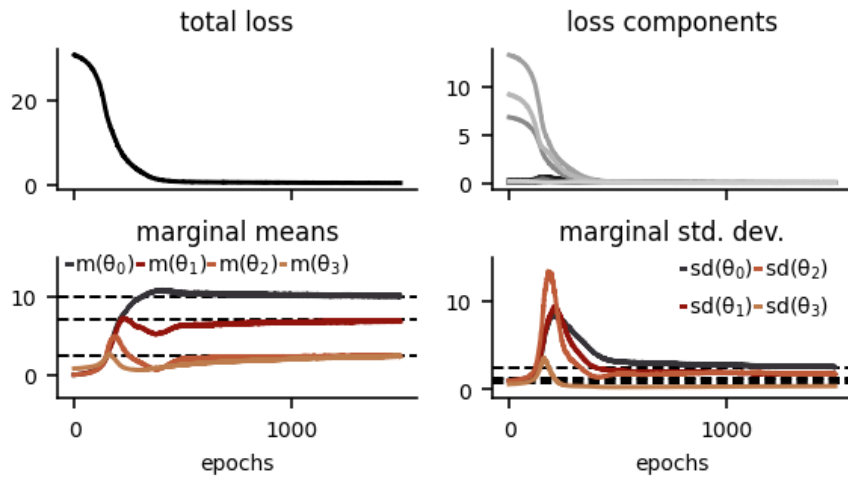 total loss
20
0
loss components
10
5
0
marginal means
m(θ₀) m(θ₁) m(θ₂) m(θ₃)
10
0
0 1000
epochs
marginal std. dev.
sd(θ₀) sd(θ₂)
sd(θ₁) sd(θ₃)
10
0
0 1000
epochs